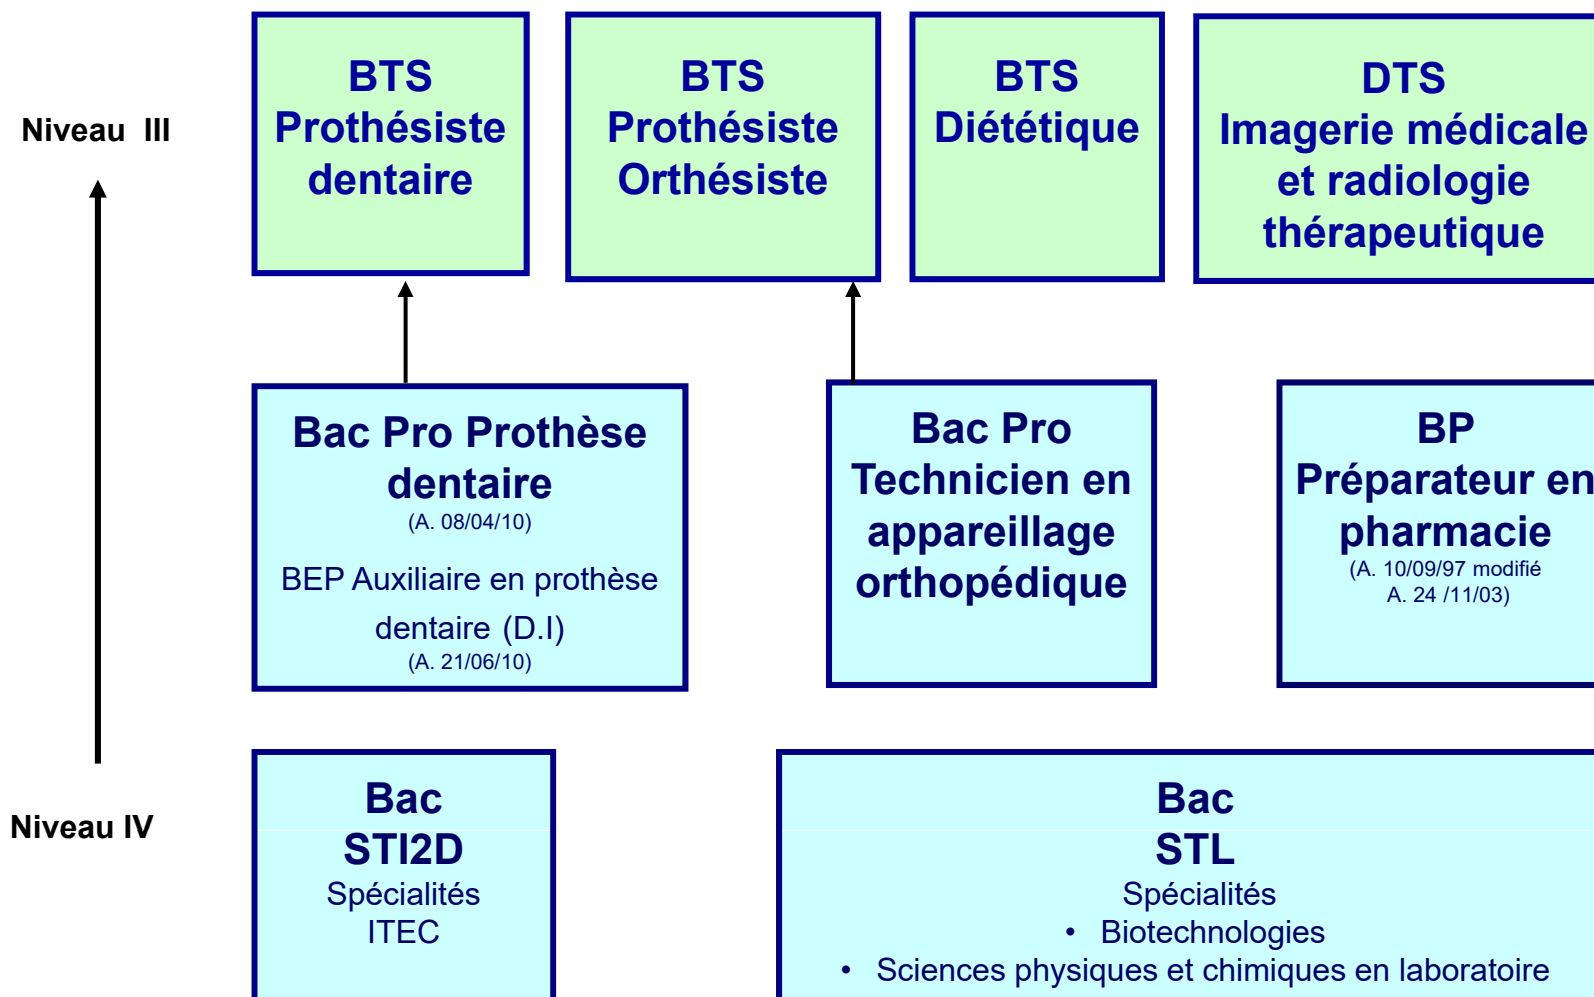 BTS
Prothésiste
dentaire
BTS
Prothésiste
Orthésiste
BTS
Diététique
DTS
Imagerie médicale
et radiologie
thérapeutique
Niveau III
Bac Pro Prothèse
dentaire
(A. 08/04/10)
BEP Auxiliaire en prothèse
dentaire (D.I)
(A. 21/06/10)
Bac Pro
Technicien en
appareillage
orthopédique
BP
Préparateur en
pharmacie
(A. 10/09/97 modifié
A. 24 /11/03)
Niveau IV
Bac
STI2D
Spécialités
ITEC
Bac
STL
Spécialités
• Biotechnologies
• Sciences physiques et chimiques en laboratoire